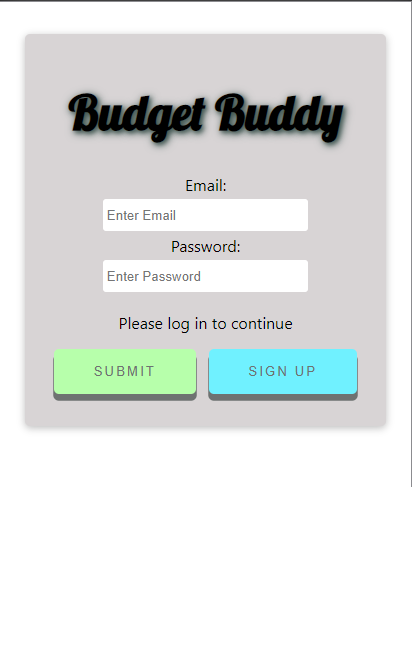 Budget Buddy
Email:
Enter Email
Password:
Enter Password
Please log in to continue
SUBMIT SIGN UP